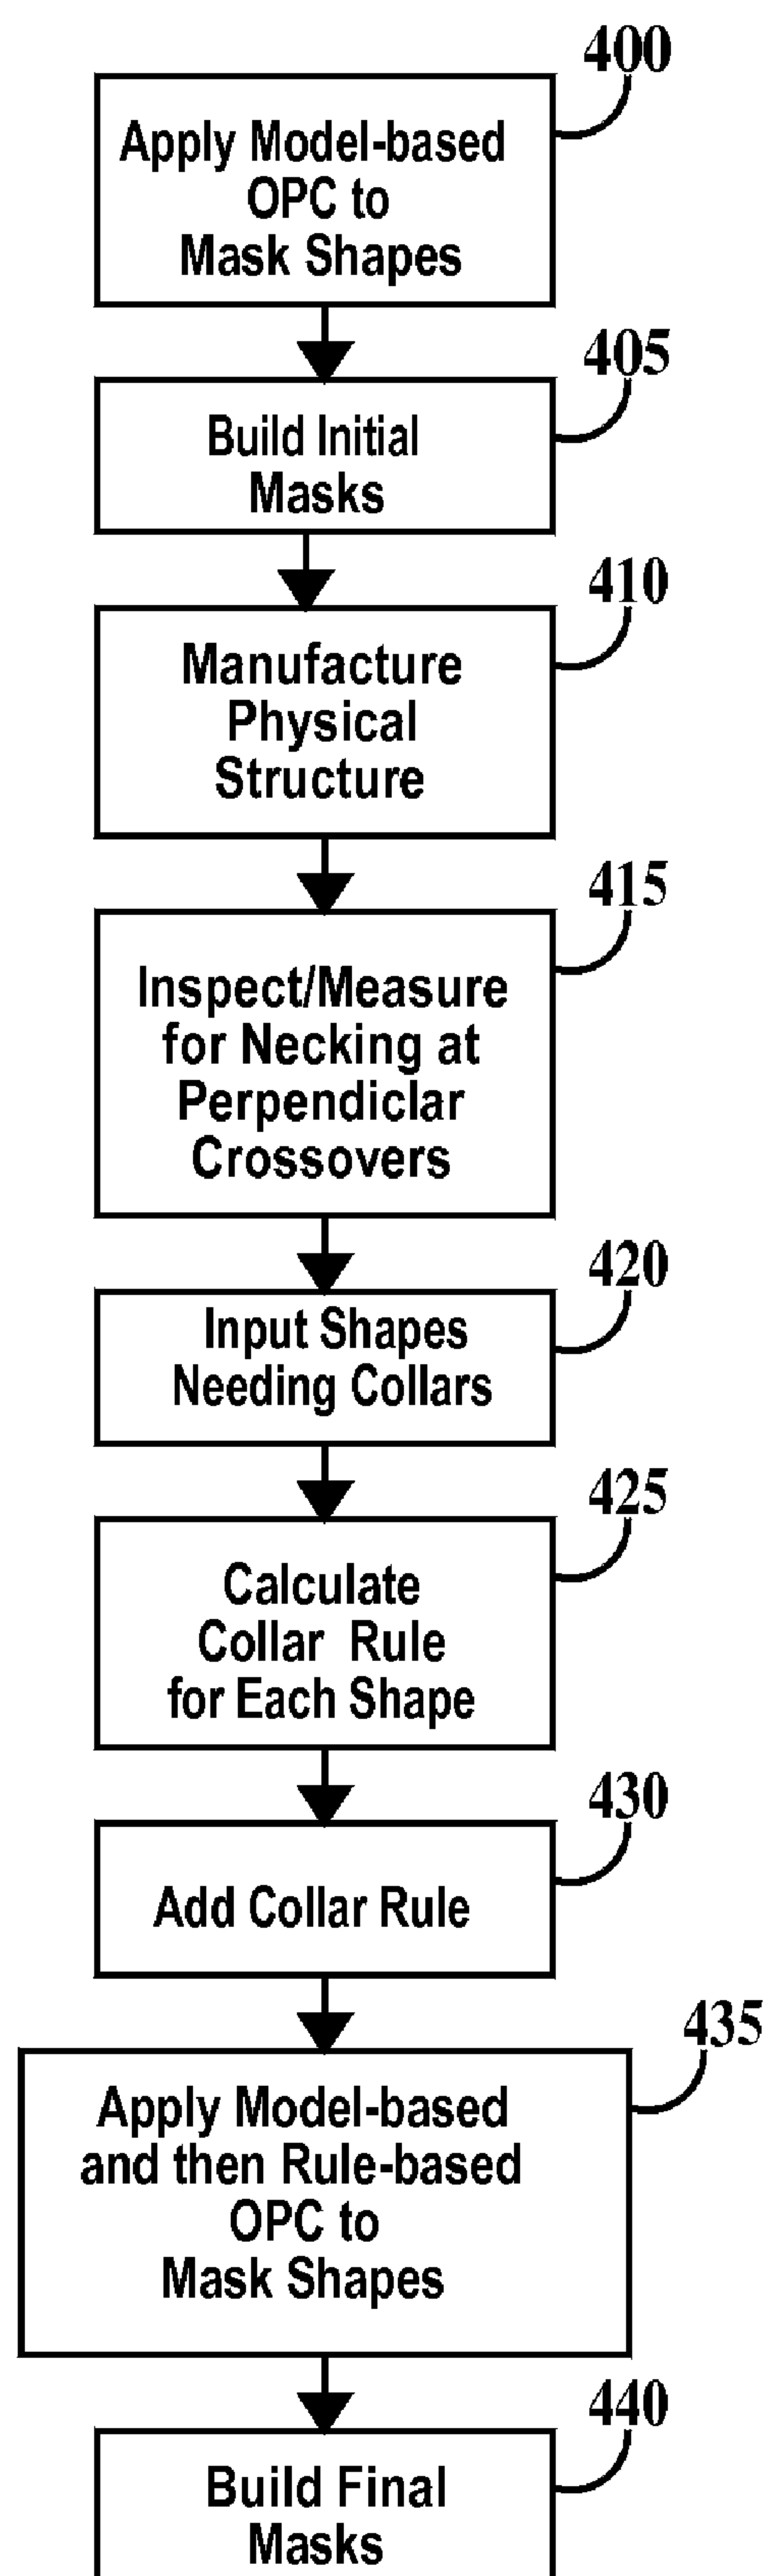 400
Apply Model-based
OPC to
Mask Shapes
405
Build Initial
Masks
410
Manufacture
Physical
Structure
415
Inspect/Measure
for Necking at
Perpendiclar
Crossovers
420
Input Shapes
Needing Collars
425
Calculate
Collar Rule
for Each Shape
430
Add Collar Rule
435
Apply Model-based
and then Rule-based
OPC to
Mask Shapes
440
Build Final
Masks